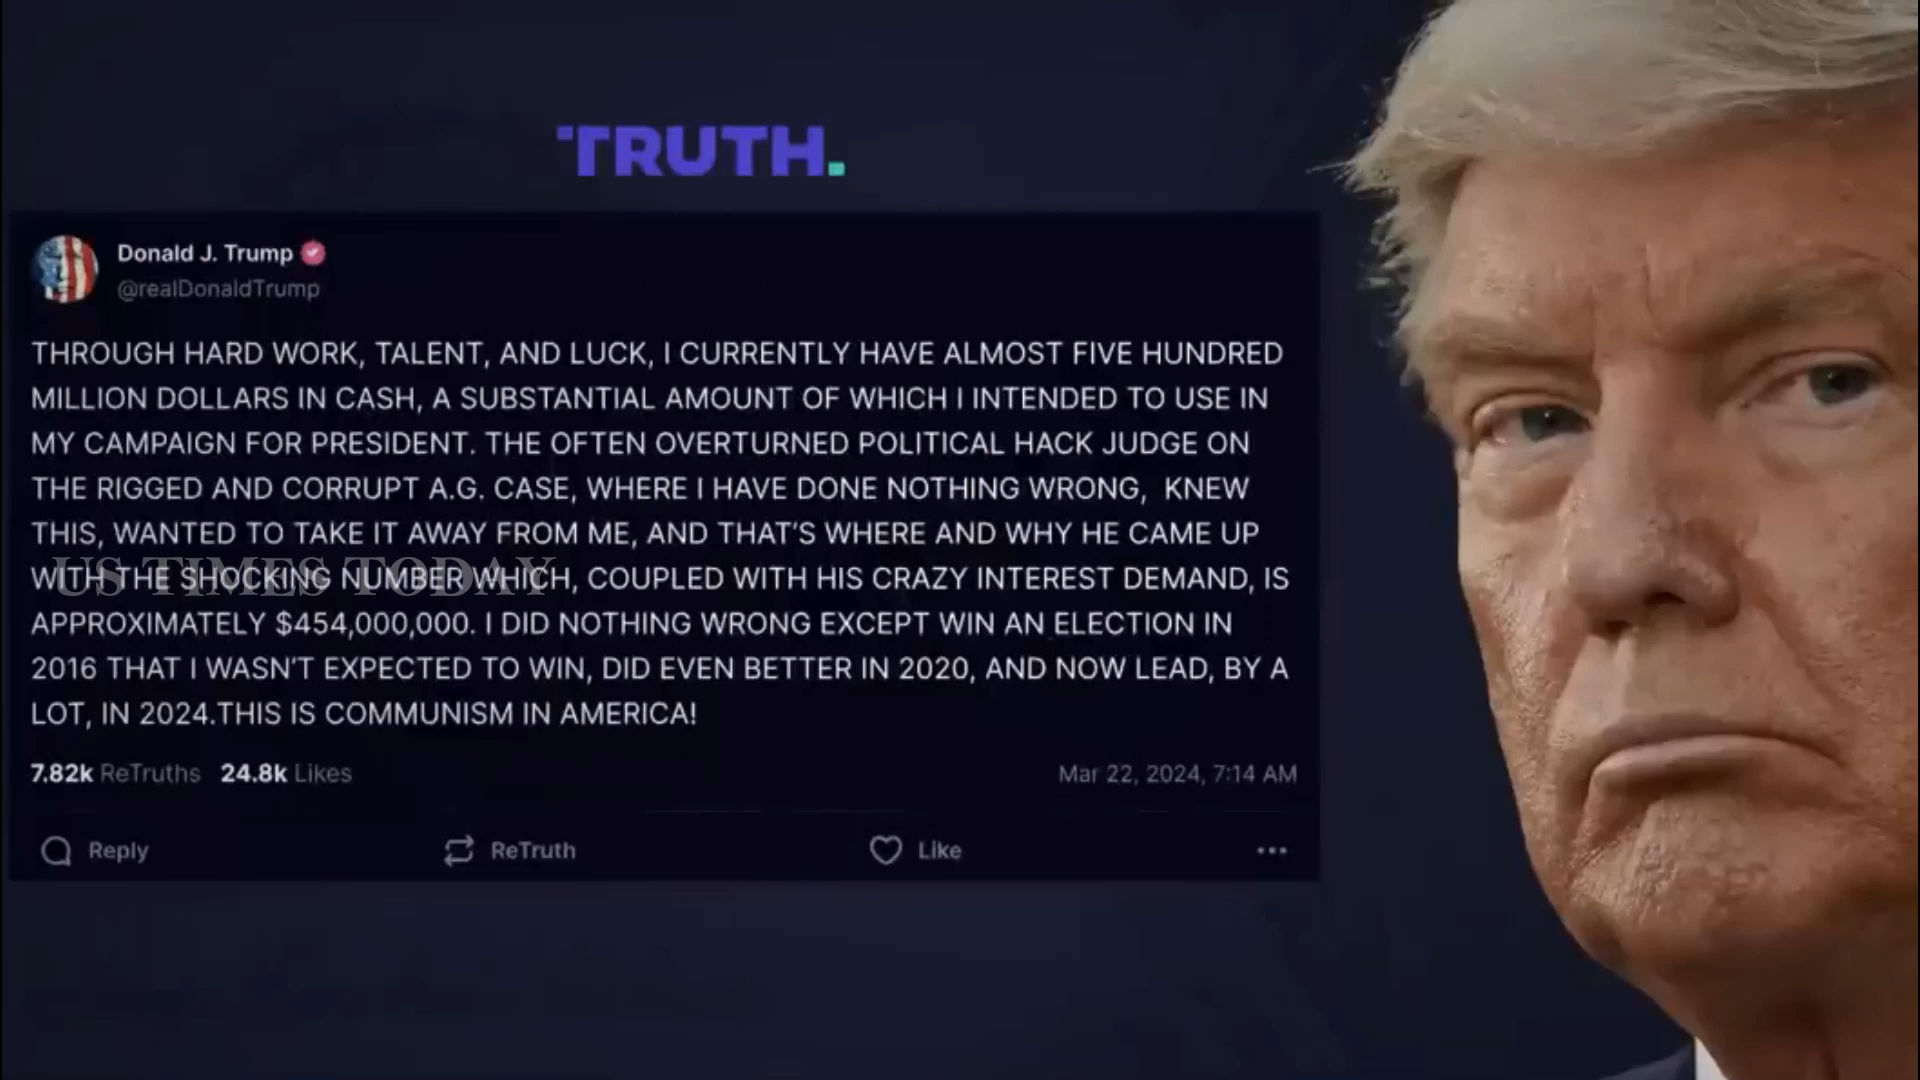 TRUTH.
Donald J. Trump
@realDonaldTrump
THROUGH HARD WORK, TALENT, AND LUCK, I CURRENTLY HAVE ALMOST FIVE HUNDRED
MILLION DOLLARS IN CASH, A SUBSTANTIAL AMOUNT OF WHICH I INTENDED TO USE IN
MY CAMPAIGN FOR PRESIDENT. THE OFTEN OVERTURNED POLITICAL HACK JUDGE ON
THE RIGGED AND CORRUPT A.G. CASE, WHERE I HAVE DONE NOTHING WRONG, KNEW
THIS, WANTED TO TAKE IT AWAY FROM ME, AND THAT'S WHERE AND WHY HE CAME UP
WITH THE SHOCKING NUMBER WHICH, COUPLED WITH HIS CRAZY INTEREST DEMAND, IS
US TIMES TODAY
APPROXIMATELY $454,000,000. I DID NOTHING WRONG EXCEPT WIN AN ELECTION IN
2016 THAT I WASN'T EXPECTED TO WIN, DID EVEN BETTER IN 2020, AND NOW LEAD, BY A
LOT, IN 2024.THIS IS COMMUNISM IN AMERICA!
7.82k ReTruths 24.8k Likes Mar 22, 2024, 7:14 AM
Reply ReTruth Like